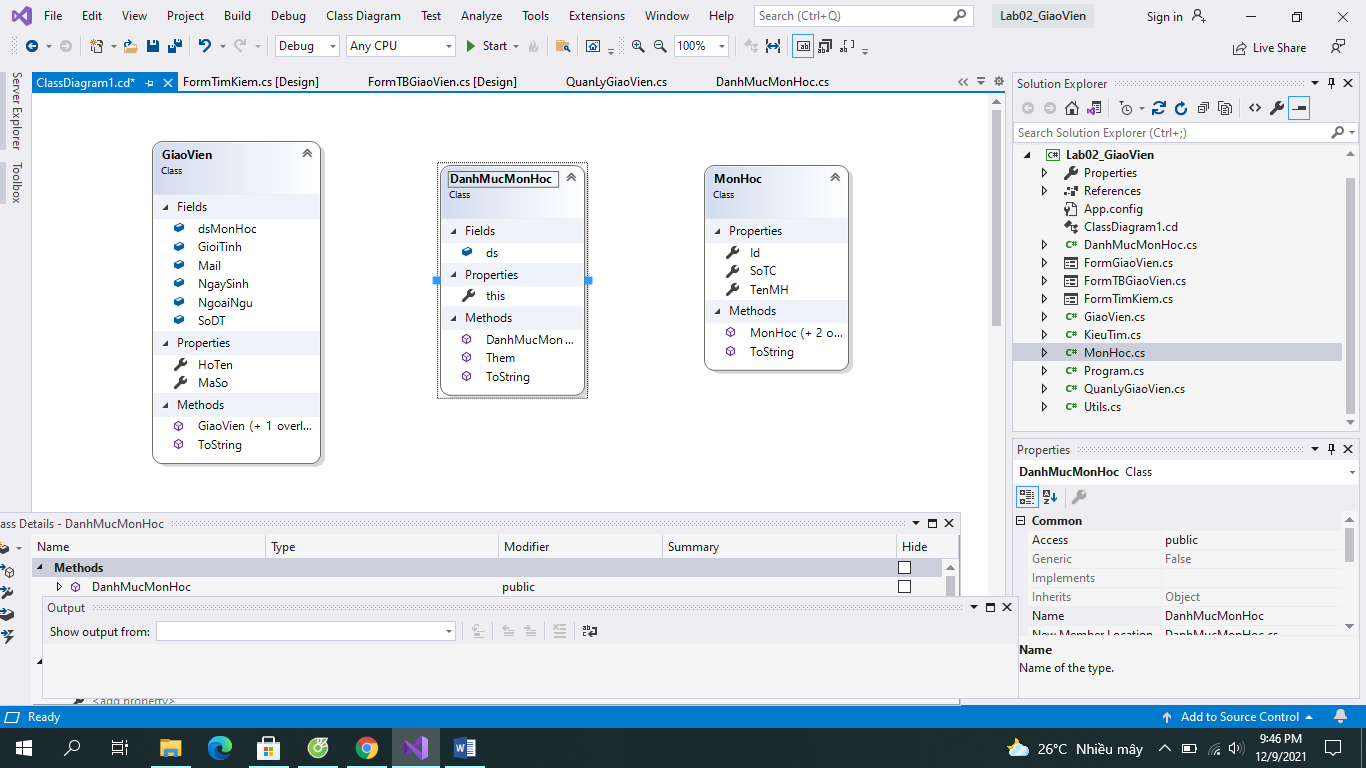 File Edit View Project Build Debug Class Diagram Test Analyze Tools Extensions Window Help Search (Ctrl+Q) Lab02_GiaoVien Sign in
Debug Any CPU Start 100% Live Share
Server Explorer
Toolbox
ClassDiagram1.cd* FormTimKiem.cs [Design] FormTBGiaoVien.cs [Design] QuanLyGiaoVien.cs DanhMucMonHoc.cs
GiaoVien
Class
Fields
dsMonHoc
GioiTinh
Mail
NgaySinh
NgoaiNgu
SoDT
Properties
HoTen
MaSo
Methods
GiaoVien (+ 1 overl...
ToString
DanhMucMonHoc
Class
Fields
ds
Properties
this
Methods
DanhMucMon ...
Them
ToString
MonHoc
Class
Properties
Id
SoTC
TenMH
Methods
MonHoc (+ 2 o...
ToString
Solution Explorer
Search Solution Explorer (Ctrl+;)
Lab02_GiaoVien
Properties
References
App.config
ClassDiagram1.cd
DanhMucMonHoc.cs
FormGiaoVien.cs
FormTBGiaoVien.cs
FormTimKiem.cs
GiaoVien.cs
KieuTim.cs
MonHoc.cs
Program.cs
QuanLyGiaoVien.cs
Utils.cs
Properties
DanhMucMonHoc Class
Common
Access public
Generic False
Implements
Inherits Object
Name DanhMucMonHoc
New Member Location DanhMucMonHoc.cs
Name
Name of the type.
ass Details - DanhMucMonHoc
Name Type Modifier Summary Hide
Methods
DanhMucMonHoc public
Output
Show output from:
<add property>
Ready Add to Source Control
26°C Nhiều mây 9:46 PM
12/9/2021